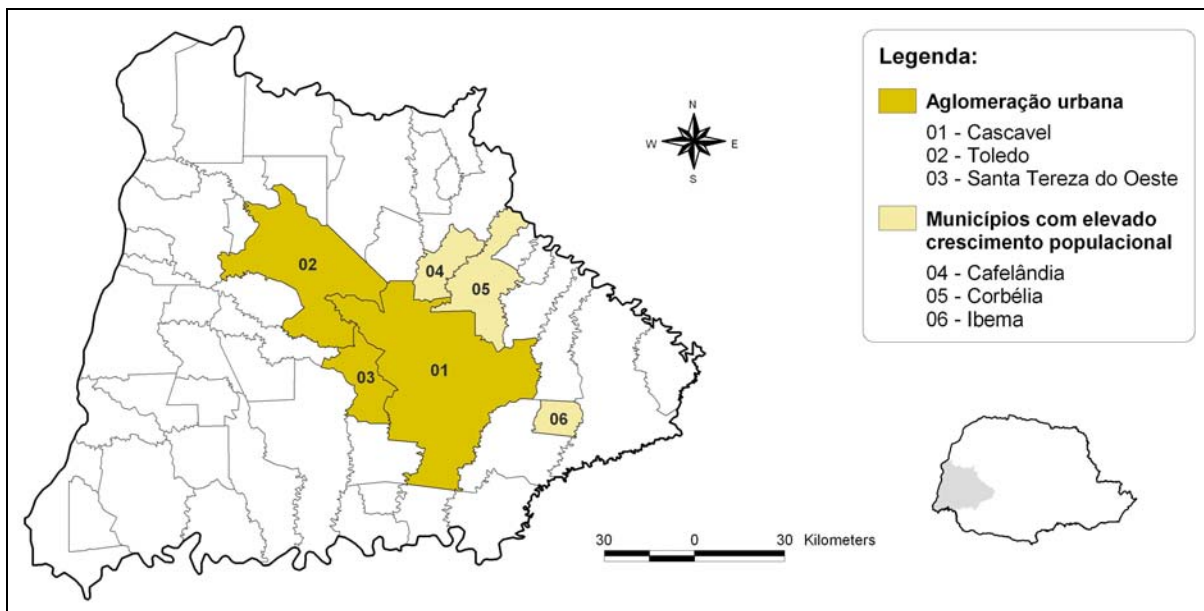 Legenda:
Aglomeração urbana
01 - Cascavel
02 - Toledo
03 - Santa Tereza do Oeste
Municípios com elevado
crescimento populacional
04 - Cafelândia
05 - Corbélia
06 - Ibema
N
W E
S
02
04
05
03
01
06
30 0 30 Kilometers